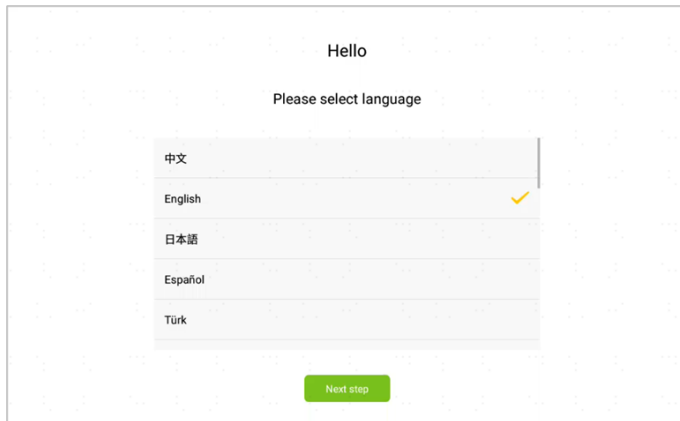 Hello
Please select language
中文
English
日本語
Español
Türk
Next step